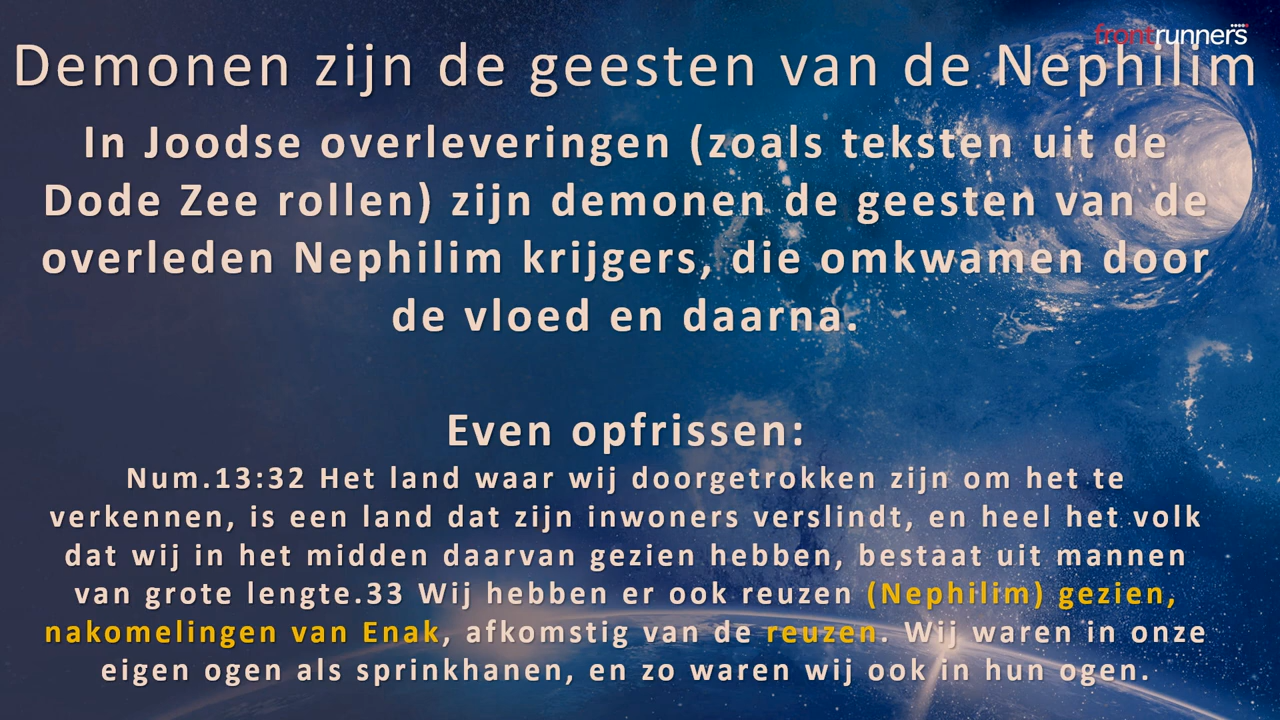 frontrunners
Demonen zijn de geesten van de Nephilim
In Joodse overleveringen (zoals teksten uit de
Dode Zee rollen) zijn demonen de geesten van de
overleden Nephilim krijgers, die omkwamen door
de vloed en daarna.
Even opfrissen:
Num.13:32 Het land waar wij doorgetrokken zijn om het te
verkennen, is een land dat zijn inwoners verslindt, en heel het volk
dat wij in het midden daarvan gezien hebben, bestaat uit mannen
van grote lengte.33 Wij hebben er ook reuzen (Nephilim) gezien,
nakomelingen van Enak, afkomstig van de reuzen. Wij waren in onze
eigen ogen als sprinkhanen, en zo waren wij ook in hun ogen.